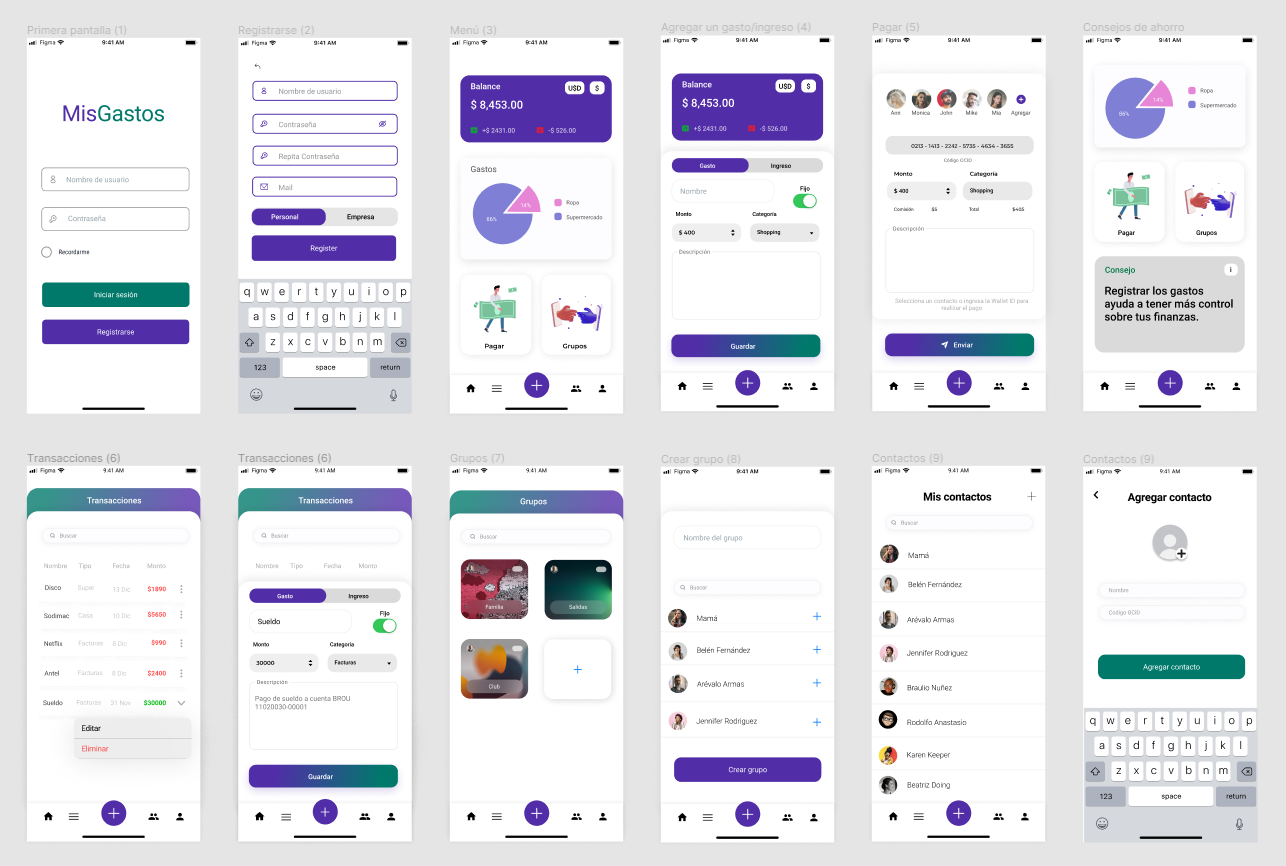 Primera pantalla (1)
Figma 9:41 AM
MisGastos
Nombre de usuario
Contraseña
Recordarme
Iniciar sesión
Registrarse
Registrarse (2)
Figma 9:41 AM
Nombre de usuario
Contraseña
Repita Contraseña
Mail
Personal Empresa
Register
q w e r t y u i o p
a s d f g h j k l
z x c v b n m
123 space return
Menú (3)
Figma 9:41 AM
Balance U$D $
$ 8,453.00
+$ 2431.00 -$ 526.00
Gastos
14%
86%
Ropa
Supermercado
Pagar Grupos
Agregar un gasto/ingreso (4)
Figma 9:41 AM
Balance U$D $
$ 8,453.00
+$ 2431.00 -$ 526.00
Gasto Ingreso
Nombre Fijo
Monto Categoría
$ 400 Shopping
Descripción
Guardar
Pagar (5)
Figma 9:41 AM
Ann Monica John Mike Mia Agregar
0213 - 1413 - 2242 - 5735 - 4634 - 3655
Código GCID
Monto Categoria
$ 400 Shopping
Comisión $5 Total $405
Descripción
Selecciona un contacto o ingresa la Wallet ID para
realizar el pago
Enviar
Consejos de ahorro
Figma 9:41 AM
14%
86%
Ropa
Supermercado
Pagar Grupos
Consejo i
Registrar los gastos
ayuda a tener más control
sobre tus finanzas.
Transacciones (6)
Figma 9:41 AM
Transacciones
Buscar
Nombre Tipo Fecha Monto
Disco Super 13 Dic $1890
Sodimac Casa 10 Dic $5650
Netflix Facturas 8 Dic $990
Antel Facturas 8 Dic $2400
Sueldo Facturas 31 Nov $30000
Editar
Eliminar
Transacciones (6)
Figma 9:41 AM
Transacciones
Buscar
Nombre Tipo Fecha Monto
Gasto Ingreso
Sueldo Fijo
Monto Categoría
30000 Facturas
Descripción
Pago de sueldo a cuenta BROU
11020030-00001
Guardar
Grupos (7)
Figma 9:41 AM
Grupos
Buscar
Familia Salidas
Club
Crear grupo (8)
Figma 9:41 AM
Nombre del grupo
Buscar
Mamá
Belén Fernández
Arévalo Armas
Jennifer Rodriguez
Crear grupo
Contactos (9)
Figma 9:41 AM
Mis contactos
Buscar
Mamá
Belén Fernández
Arévalo Armas
Jennifer Rodriguez
Braulio Nuñez
Rodolfo Anastasio
Karen Keeper
Beatriz Doing
Contactos (9)
Figma 9:41 AM
Agregar contacto
Nombre
Código GCID
Agregar contacto
q w e r t y u i o p
a s d f g h j k l
z x c v b n m
123 space return